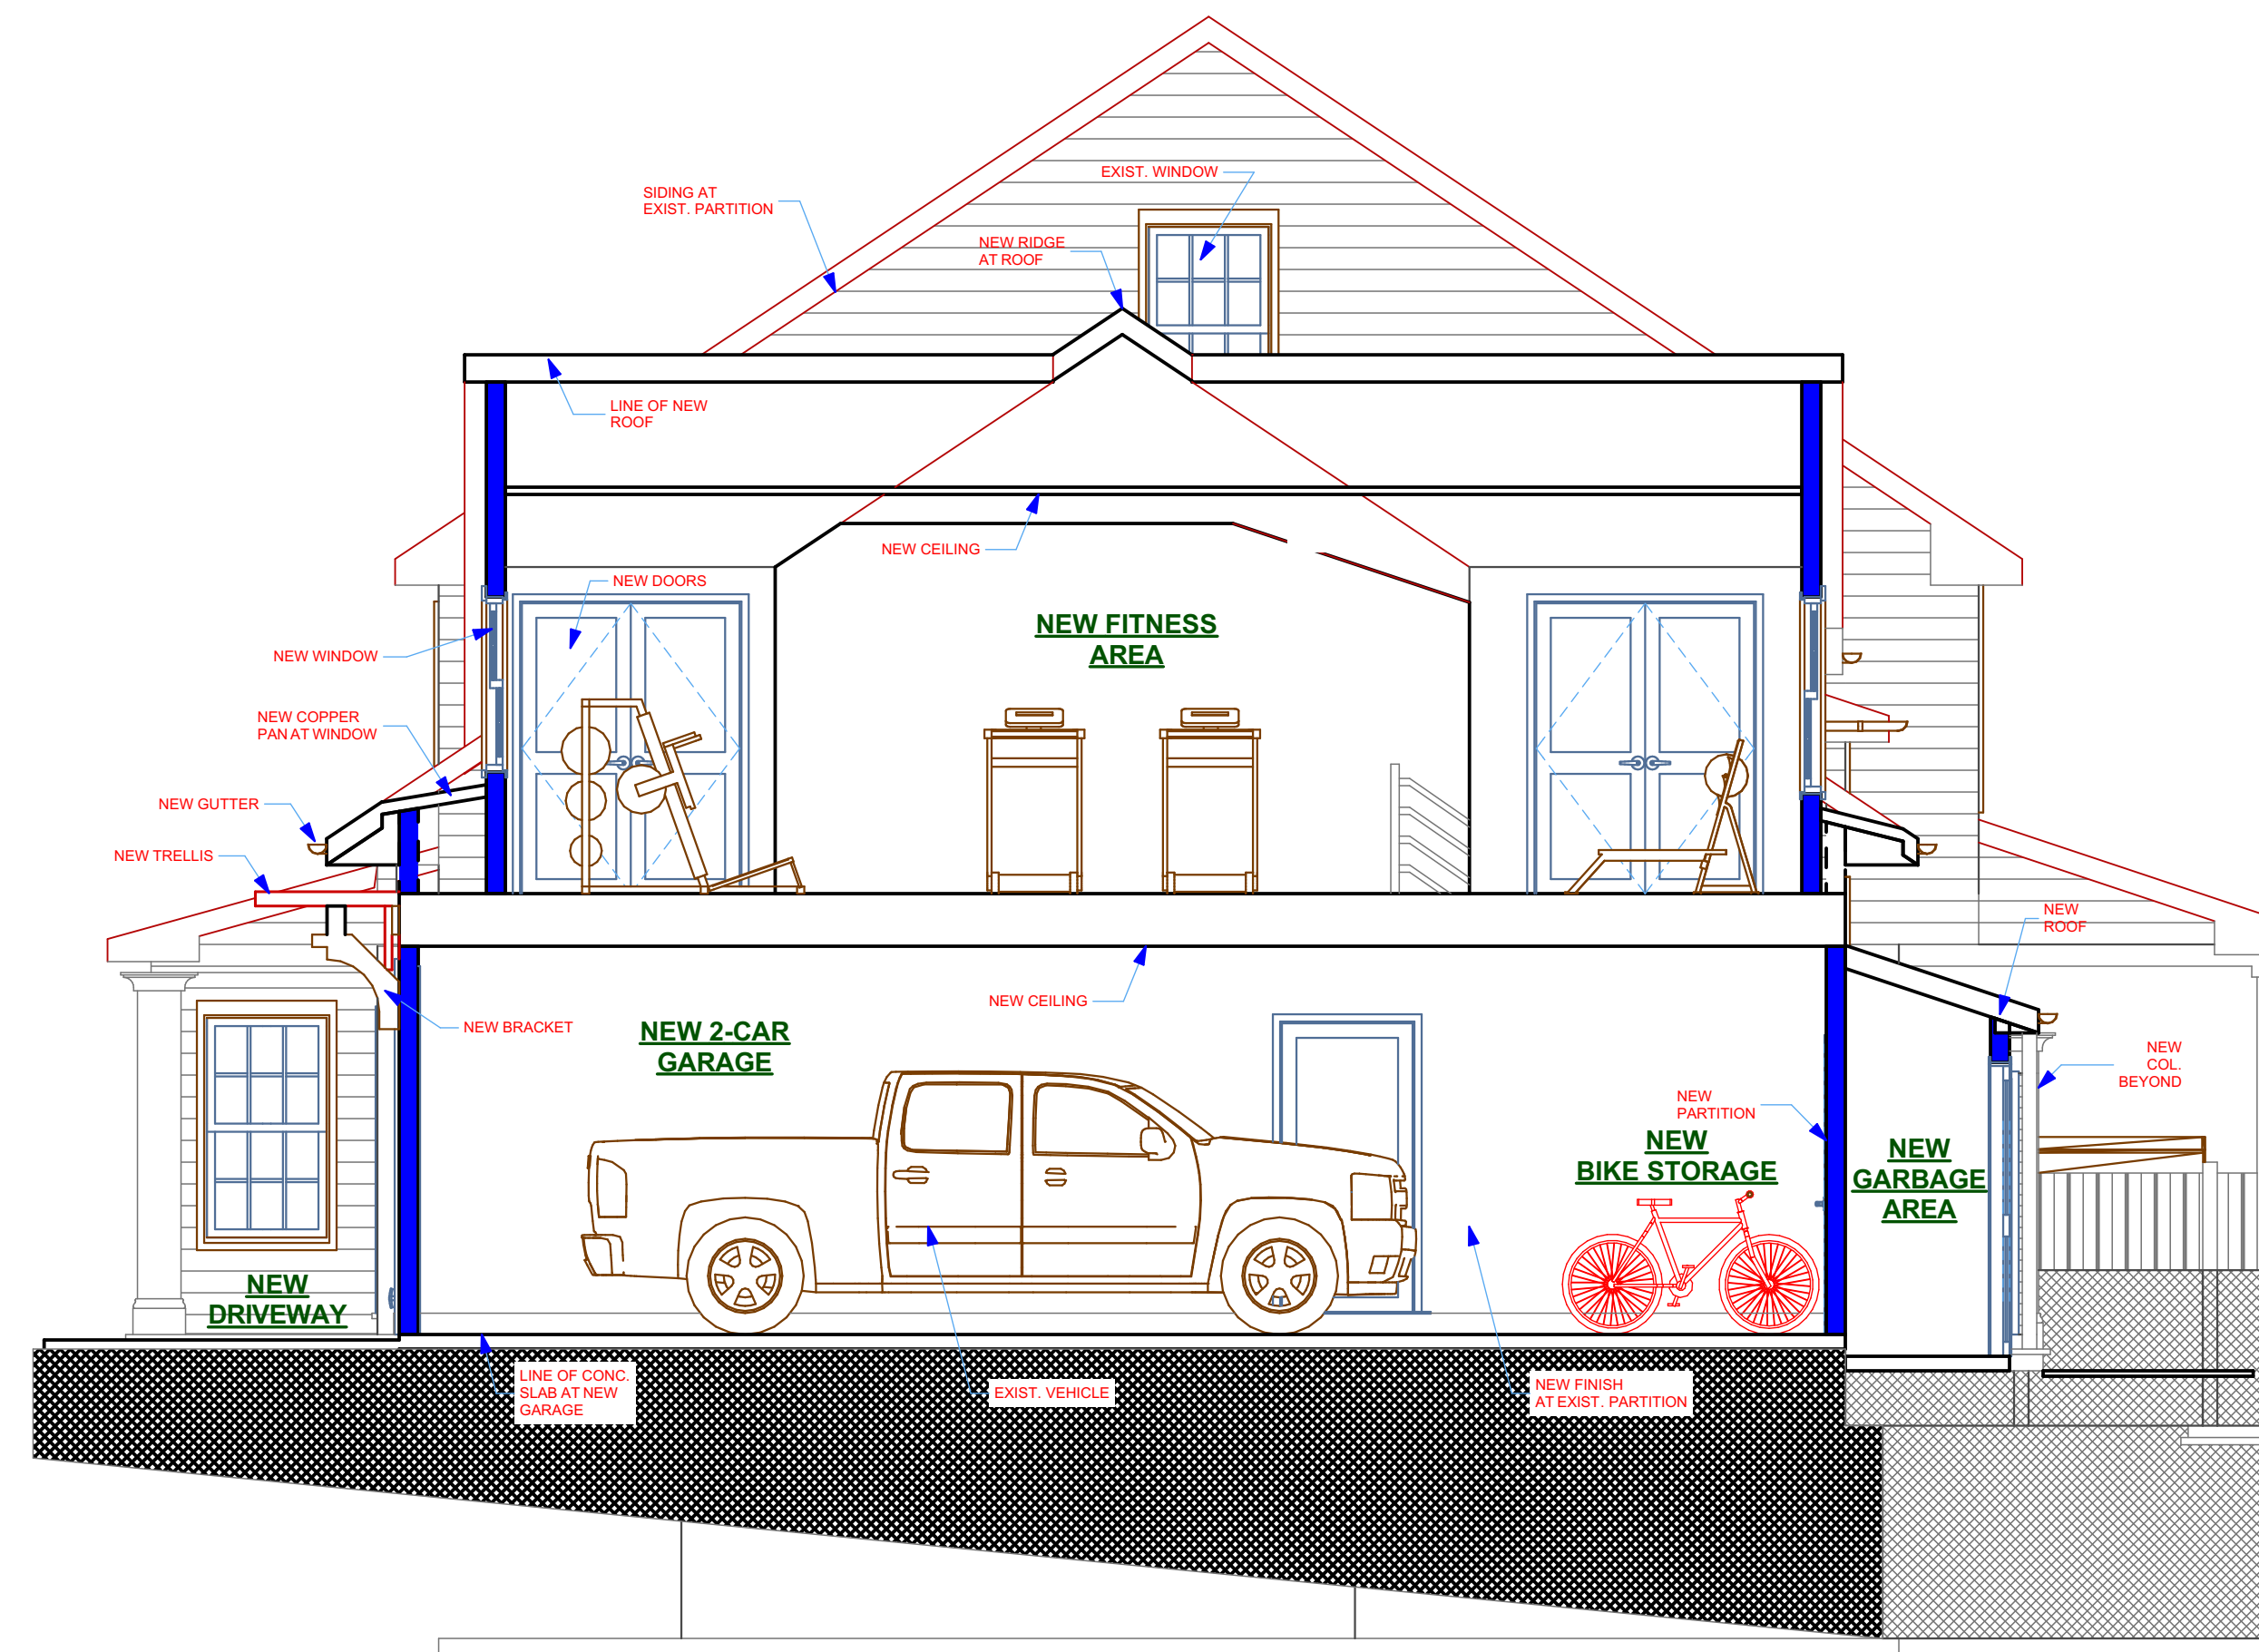 EXIST. WINDOW
SIDING AT
EXIST. PARTITION
NEW RIDGE
AT ROOF
LINE OF NEW
ROOF
NEW CEILING
NEW DOORS
NEW FITNESS
AREA
NEW WINDOW
NEW COPPER
PAN AT WINDOW
NEW GUTTER
NEW TRELLIS
NEW
ROOF
NEW CEILING
NEW BRACKET
NEW 2-CAR
GARAGE
NEW
COL.
BEYOND
NEW
PARTITION
NEW
BIKE STORAGE
NEW
GARBAGE
AREA
NEW
DRIVEWAY
LINE OF CONC.
SLAB AT NEW
GARAGE
EXIST. VEHICLE
NEW FINISH
AT EXIST. PARTITION